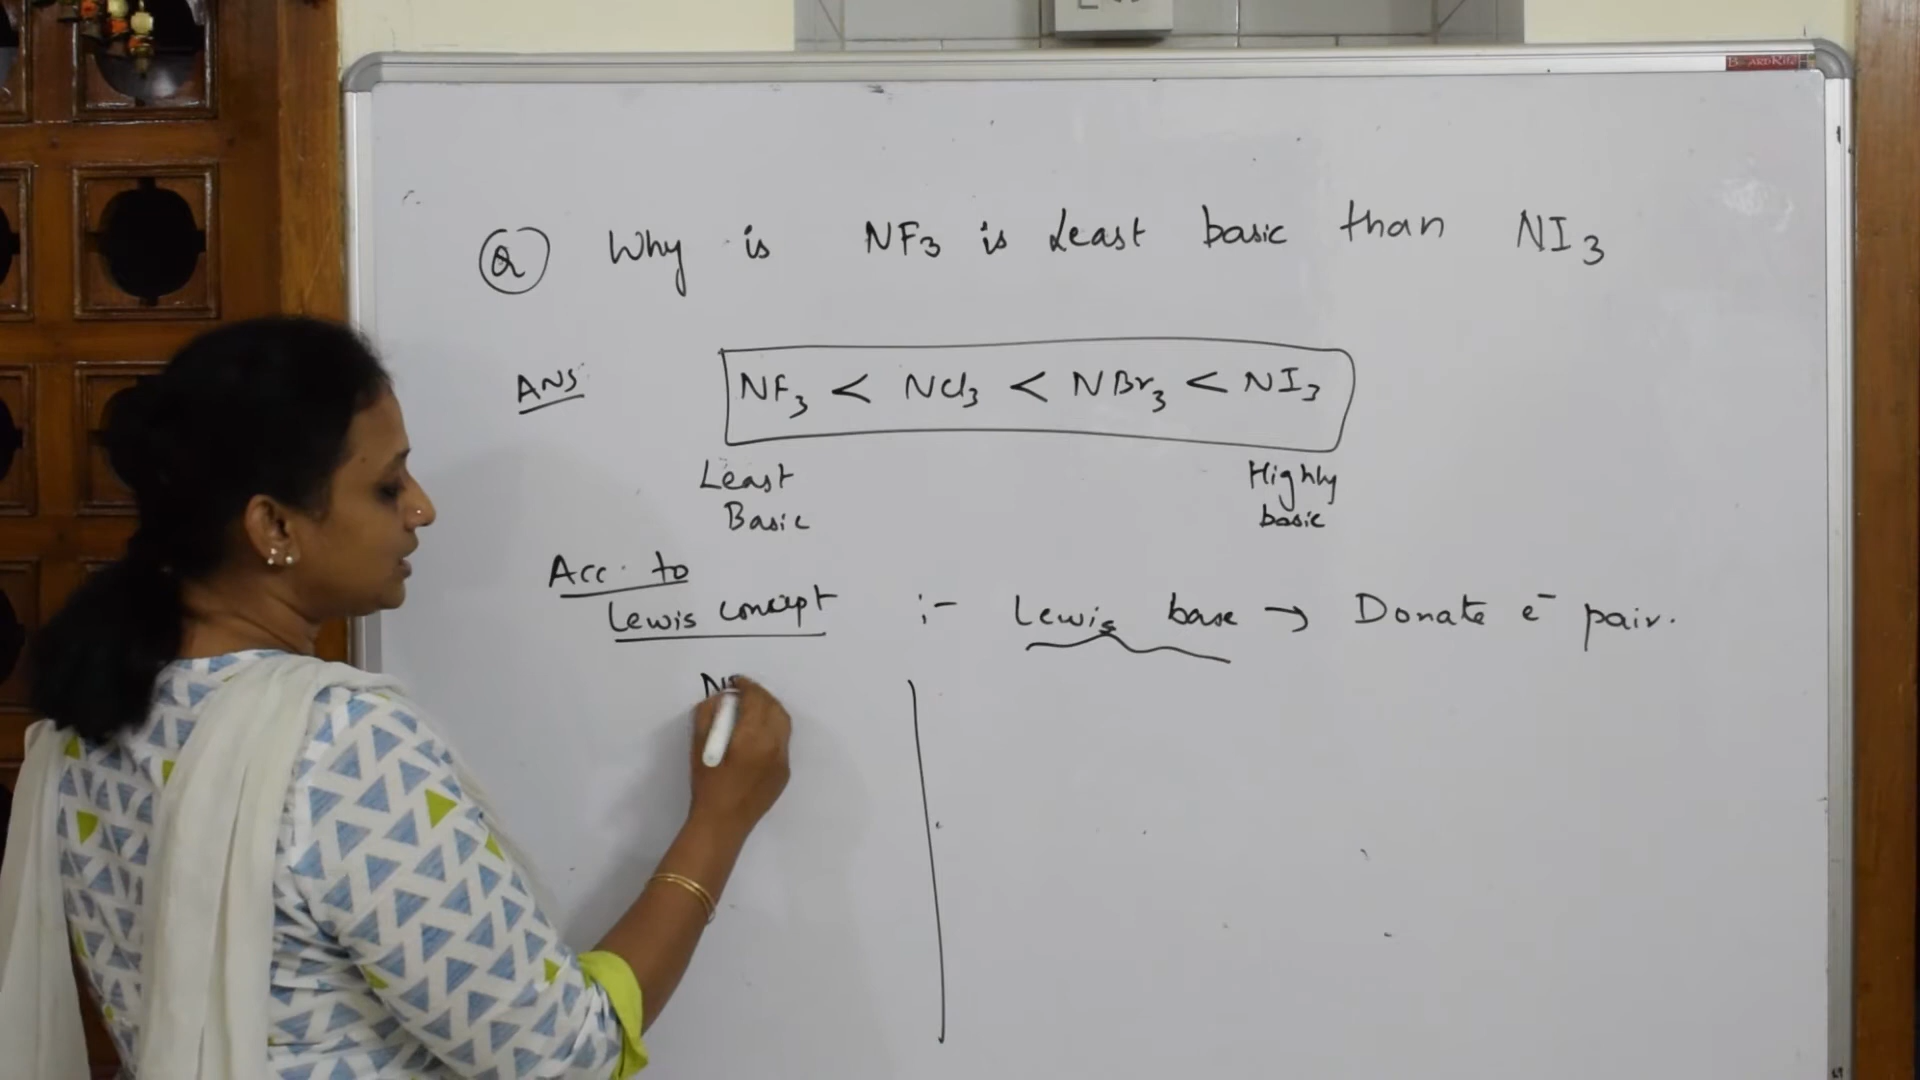 Q Why is NF3 is Least basic than NI3
ANS NF3 < NCl3 < NBr3 < NI3
Least Basic
Highly basic
Acc. to
Lewis concept :- Lewis base → Donate e⁻ pair.